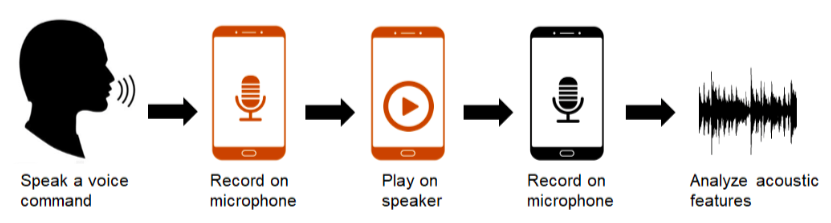 Speak a voice
command
Record on
microphone
Play on
speaker
Record on
microphone
Analyze acoustic
features